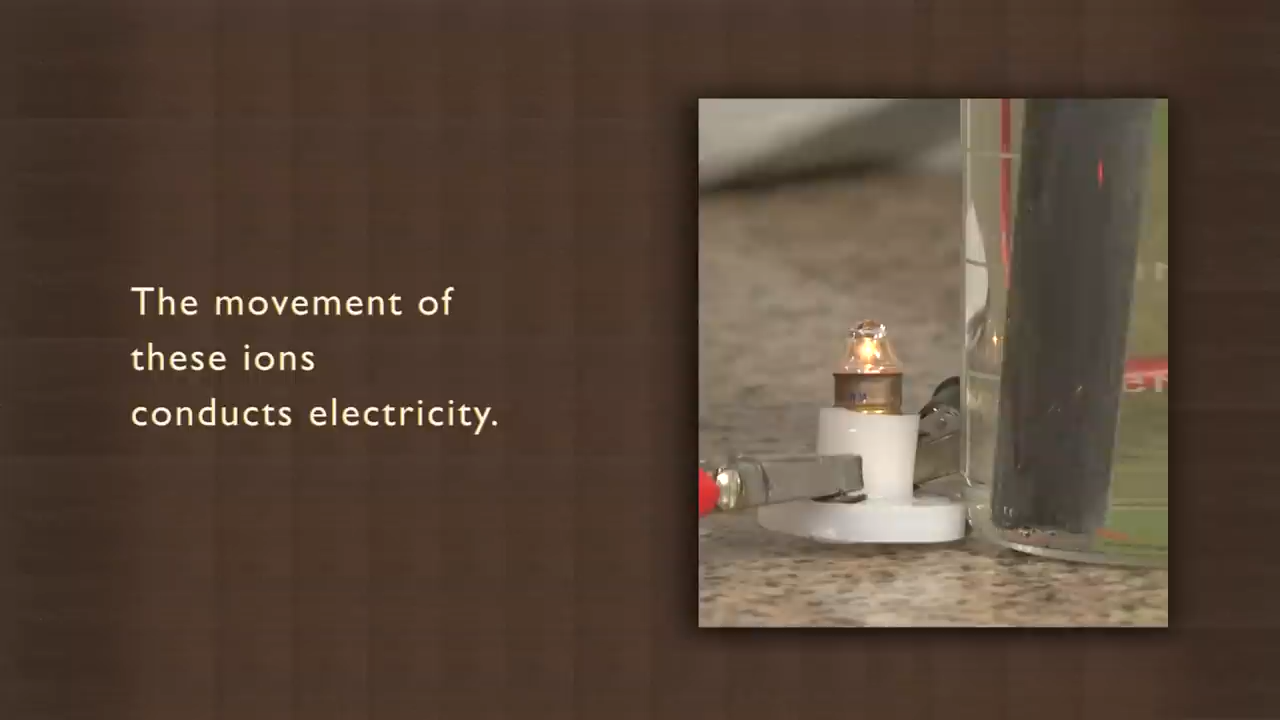 The movement of
these ions
conducts electricity.